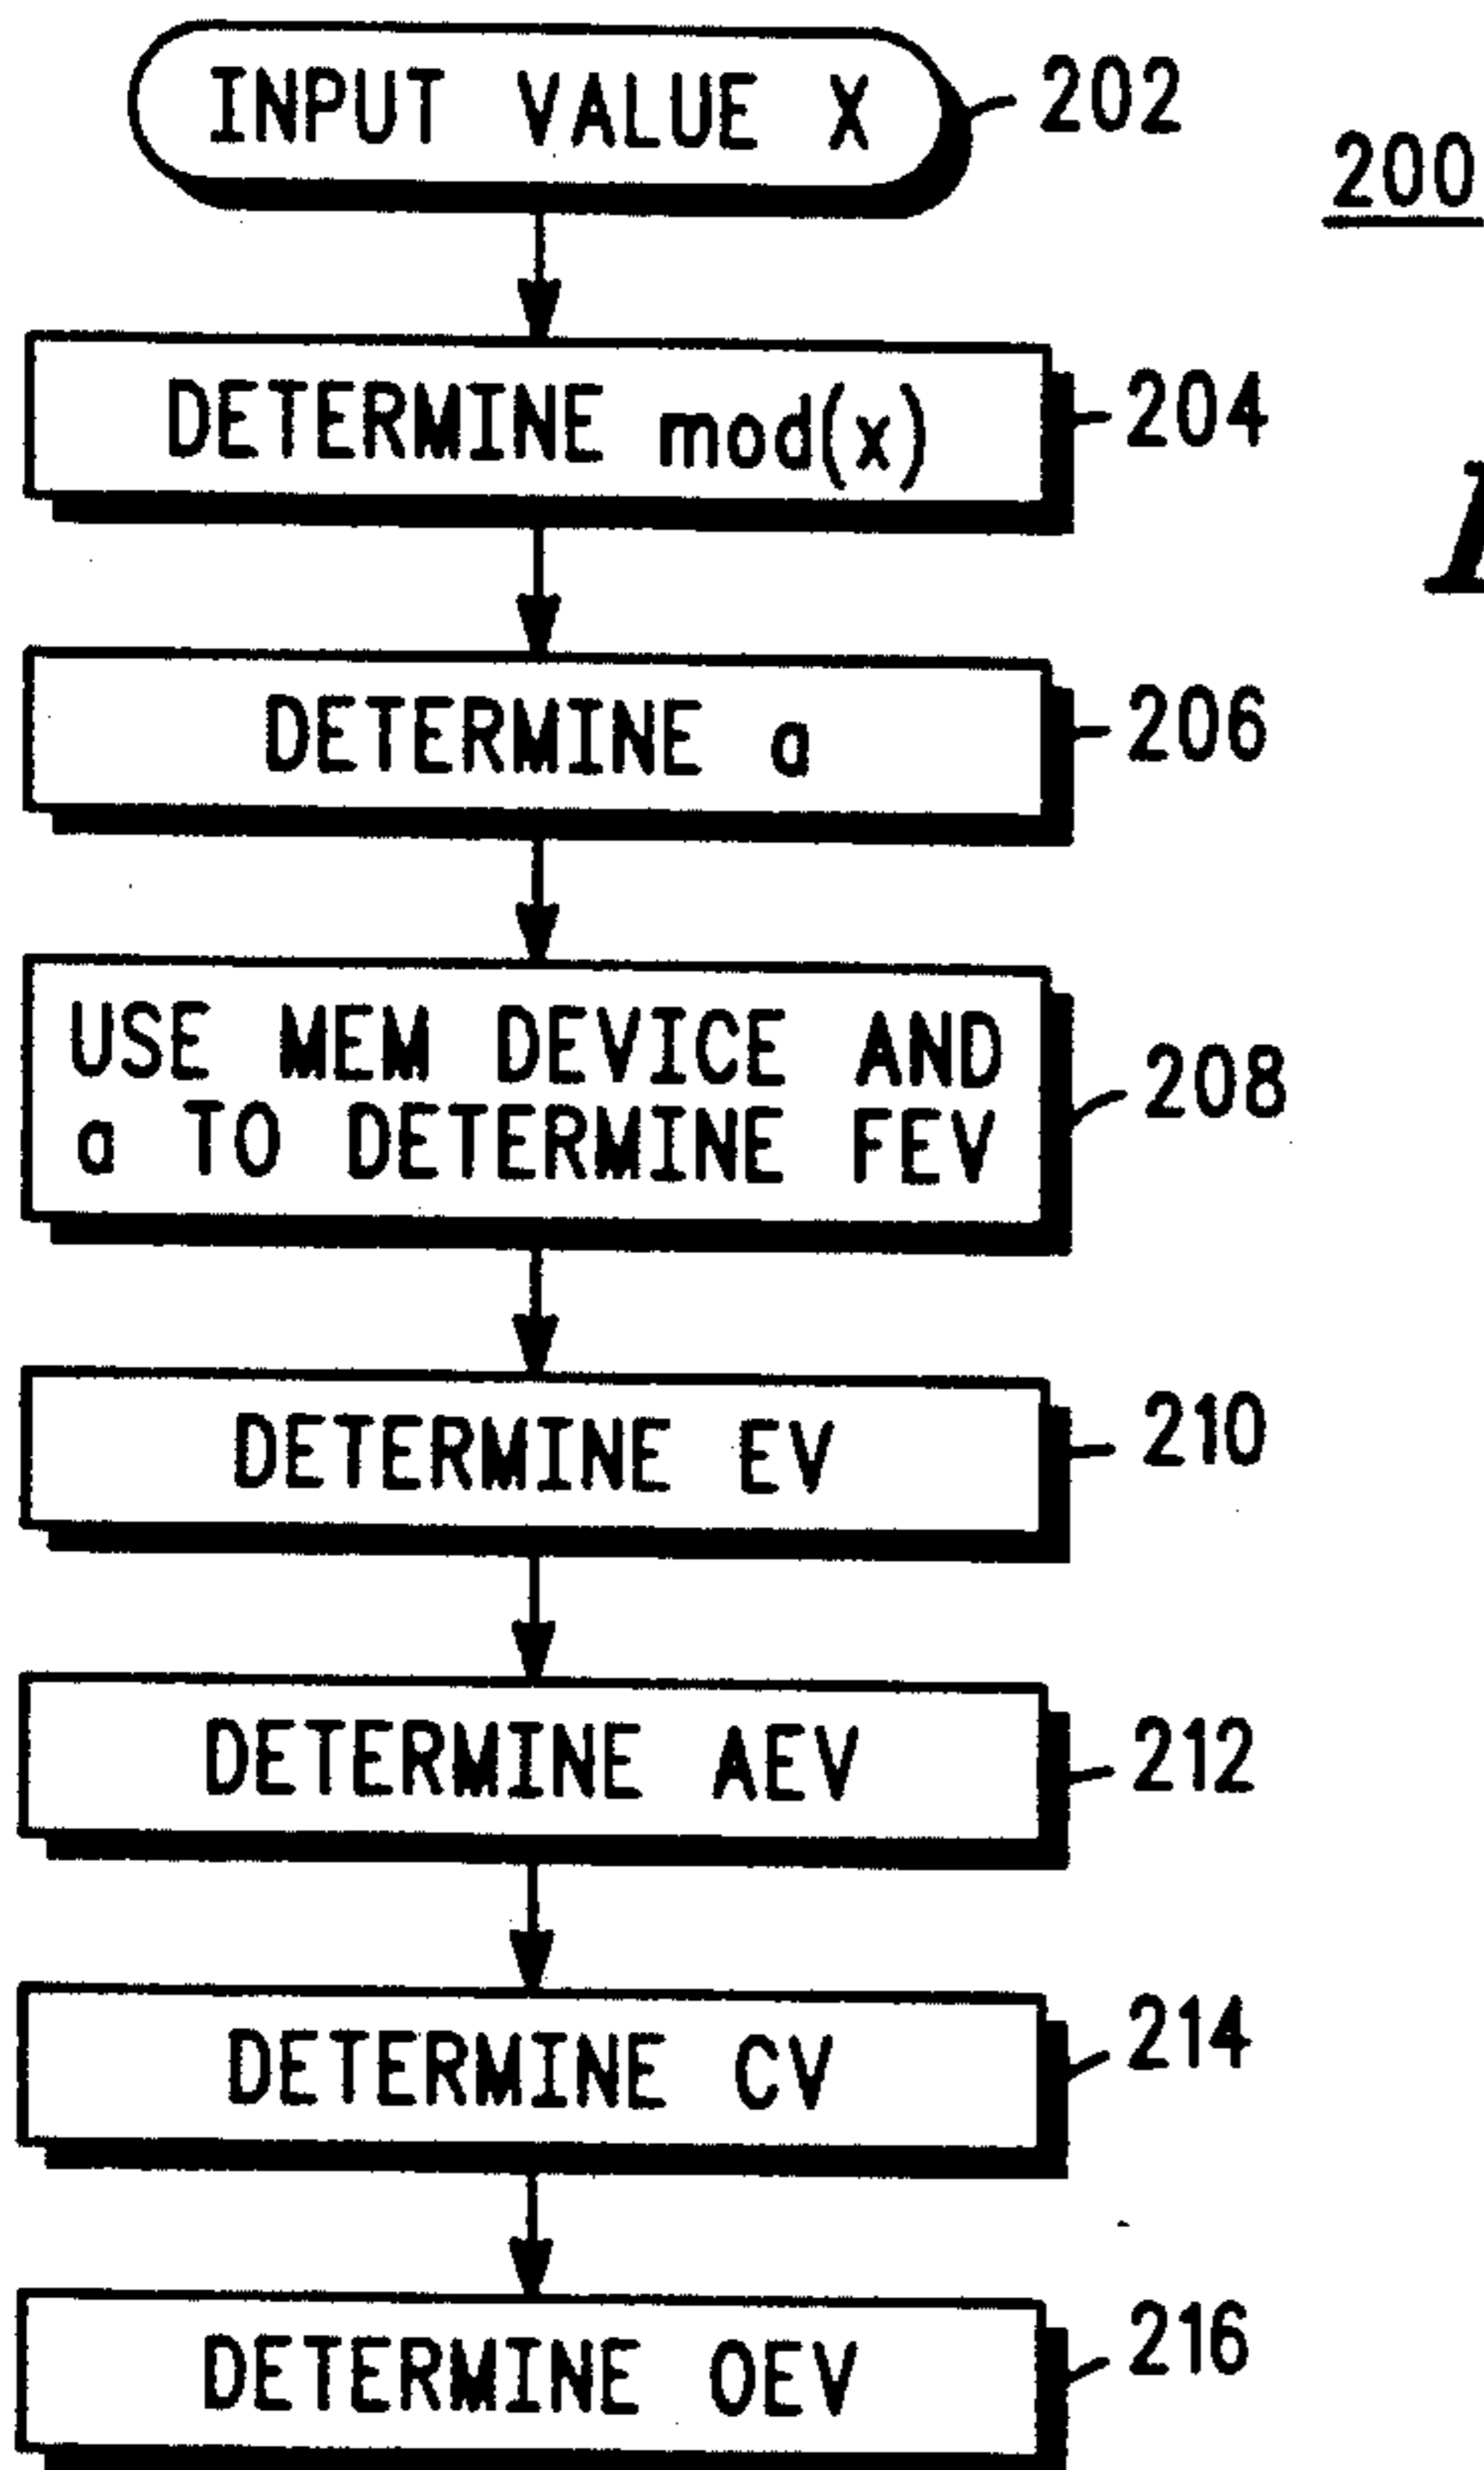 INPUT VALUE X
202
200
DETERMINE mod(x)
204
DETERMINE a
206
USE MEM DEVICE AND
a TO DETERMINE FEV
208
DETERMINE EV
210
DETERMINE AEV
212
DETERMINE CV
214
DETERMINE OEV
216